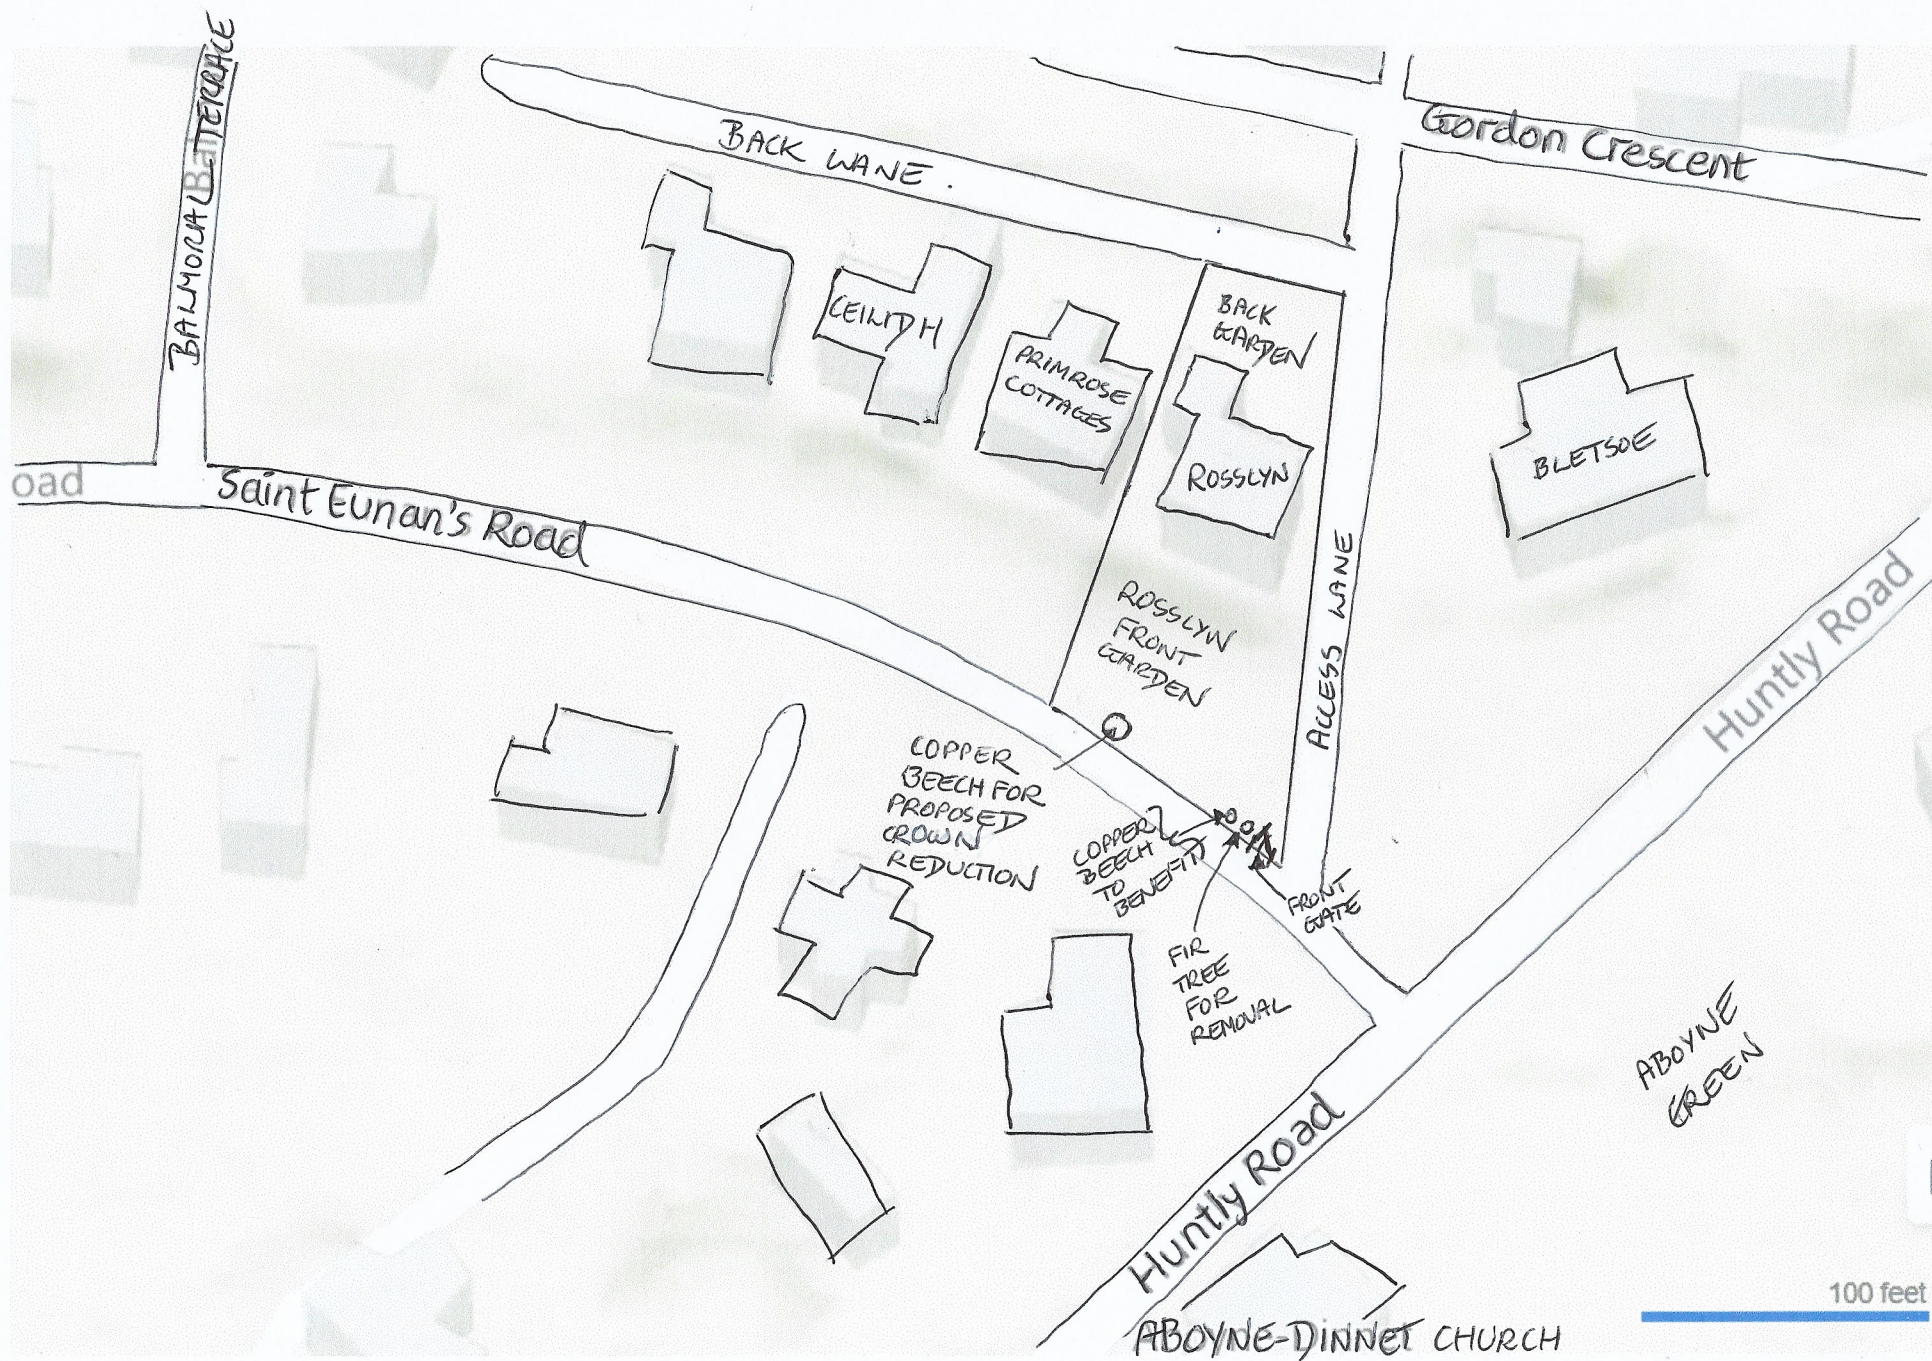 BALMORAL TERRACE
BACK LANE.
Gordon Crescent
CEILIDH
PRIMROSE
COTTAGES
BACK
GARDEN
ROSSLYN
BLETSOE
oad
Saint Eunan's Road
ROSSLYN
FRONT
GARDEN
ACCESS LANE
Huntly Road
COPPER
BEECH FOR
PROPOSED
CROWN
REDUCTION
COPPER
BEECH
TO
BENEFIT
FRONT
GATE
FIR
TREE
FOR
REMOVAL
ABOYNE
GREEN
Huntly Road
100 feet
ABOYNE-DINNET CHURCH